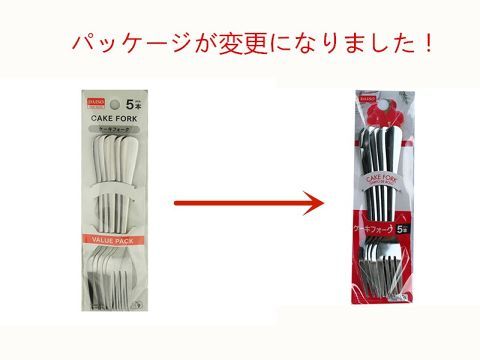 パッケージが変更になりました！
DAISO
5本
CAKE FORK
ケーキフォーク
VALUE PACK
DAISO
CAKE FORK
ケーキフォーク 5本